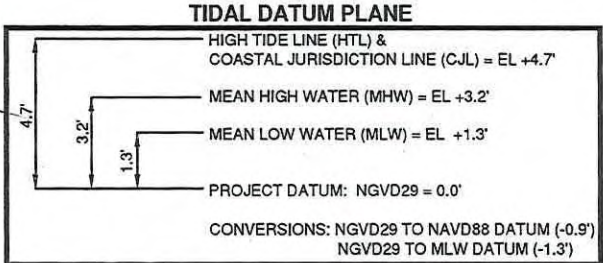 TIDAL DATUM PLANE
HIGH TIDE LINE (HTL) &
COASTAL JURISDICTION LINE (CJL) = EL +4.7'
4.7'
MEAN HIGH WATER (MHW) = EL +3.2'
3.2'
MEAN LOW WATER (MLW) = EL +1.3'
1.3'
PROJECT DATUM: NGVD29 = 0.0'
CONVERSIONS: NGVD29 TO NAVD88 DATUM (-0.9')
NGVD29 TO MLW DATUM (-1.3')